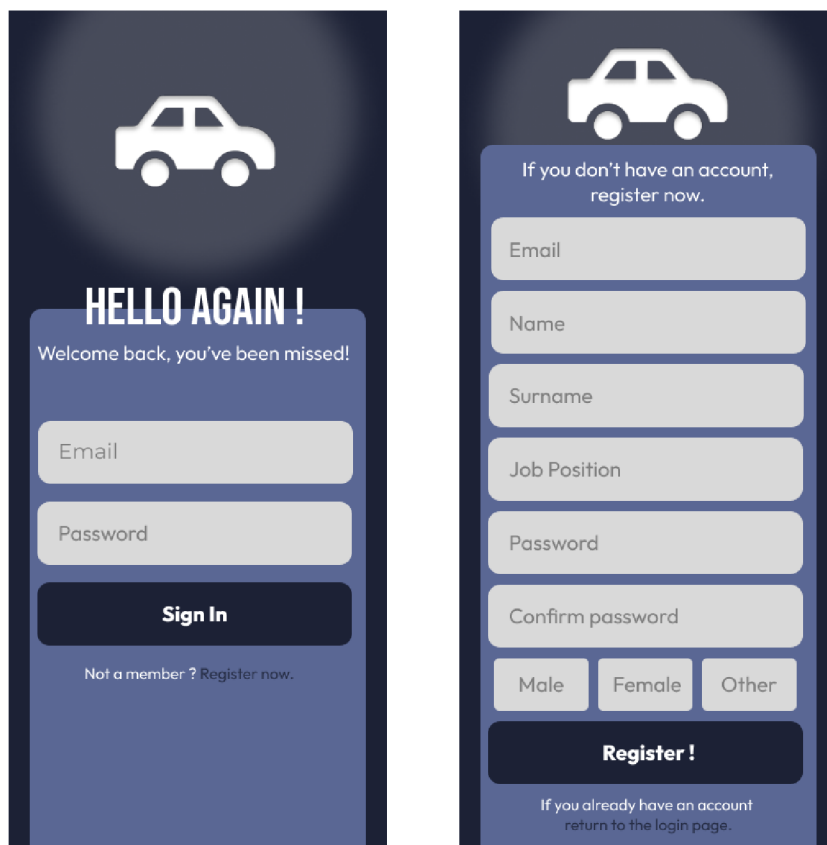 HELLO AGAIN !
Welcome back, you've been missed!
Email
Password
Sign In
Not a member ? Register now.
If you don't have an account,
register now.
Email
Name
Surname
Job Position
Password
Confirm password
Male Female Other
Register !
If you already have an account
return to the login page.